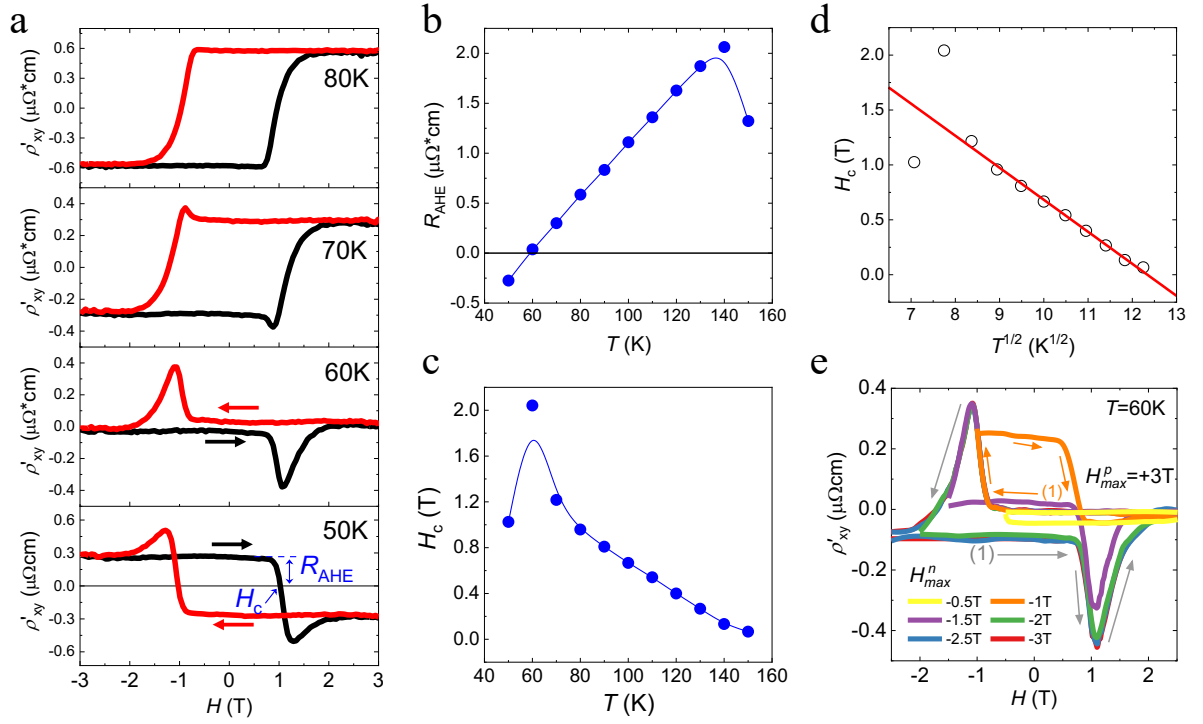 a
0.6
0.3
0.0
-0.3
-0.6
ρ'xy (μΩ*cm)
80K
0.4
0.2
0.0
-0.2
-0.4
ρ'xy (μΩ*cm)
70K
0.4
0.2
0.0
-0.2
-0.4
ρ'xy (μΩ*cm)
60K
0.6
0.3
0.0
-0.3
-0.6
ρ'xy (μΩcm)
50K
RAHE
Hc
-3 -2 -1 0 1 2 3
H (T)
b
2.0
1.5
1.0
0.5
0.0
-0.5
RAHE (μΩ*cm)
40 60 80 100 120 140 160
T (K)
c
2.0
1.6
1.2
0.8
0.4
0.0
Hc (T)
40 60 80 100 120 140 160
T (K)
d
2.0
1.5
1.0
0.5
0.0
Hc (T)
7 8 9 10 11 12 13
T1/2 (K1/2)
e
0.4
0.2
0.0
-0.2
-0.4
ρ'xy (μΩcm)
T=60K
Hpmax=+3T
(1)
(1)
Hnmax
-0.5T -1T
-1.5T -2T
-2.5T -3T
-2 -1 0 1 2
H (T)